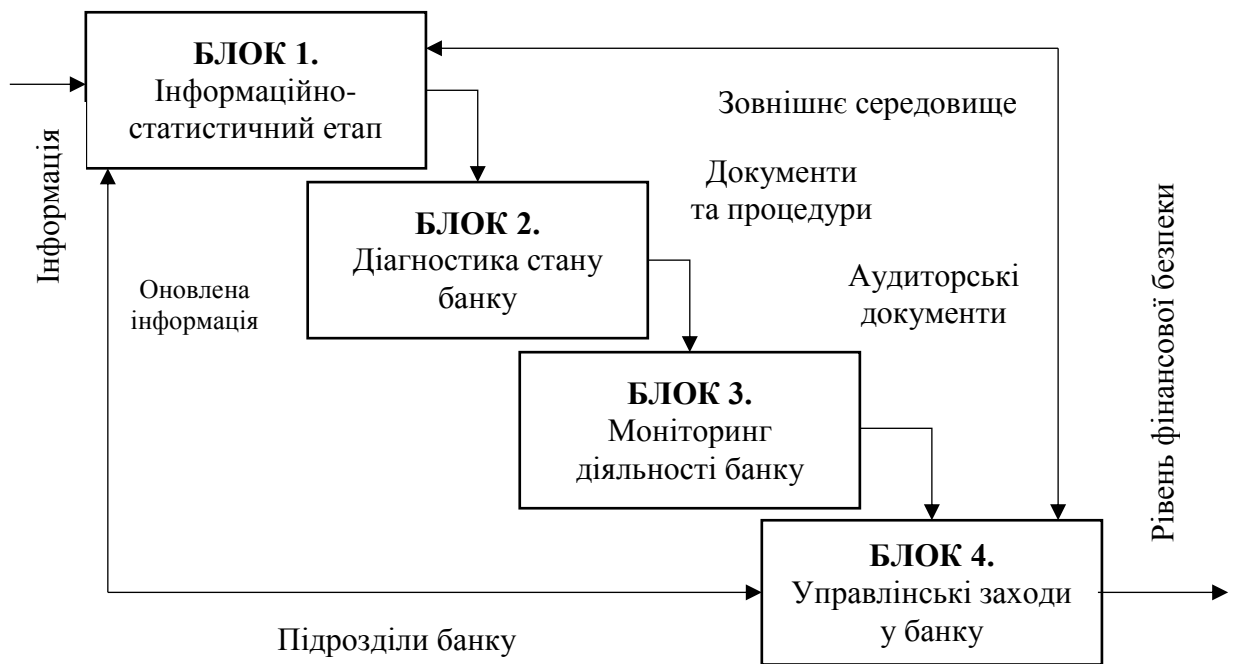 БЛОК 1.
Інформаційно-
статистичний етап
Зовнішнє середовище
Інформація
Документи
та процедури
БЛОК 2.
Діагностика стану
банку
Оновлена
інформація
Аудиторські
документи
Рівень фінансової безпеки
БЛОК 3.
Моніторинг
діяльності банку
БЛОК 4.
Управлінські заходи
у банку
Підрозділи банку